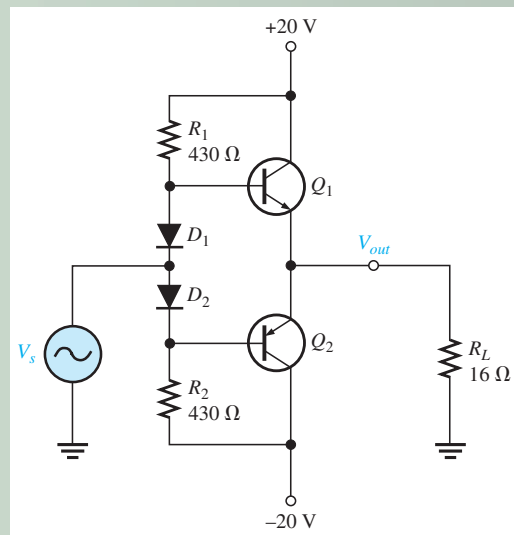 +20 V
R1
430 Ω
Q1
D1
Vout
D2
Vs
Q2
RL
16 Ω
R2
430 Ω
–20 V